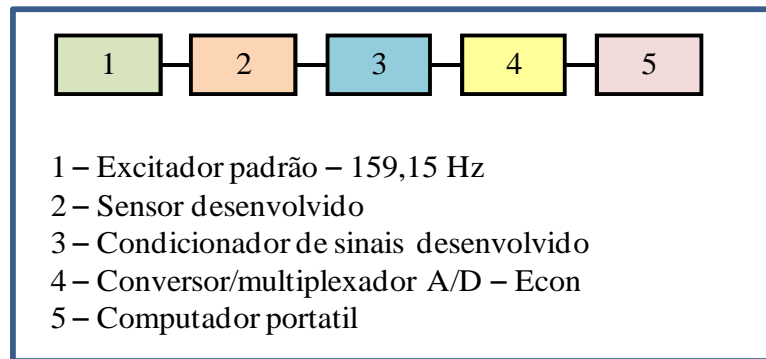 1 2 3 4 5
1 – Excitador padrão – 159,15 Hz
2 – Sensor desenvolvido
3 – Condicionador de sinais desenvolvido
4 – Conversor/multiplexador A/D – Econ
5 – Computador portatil